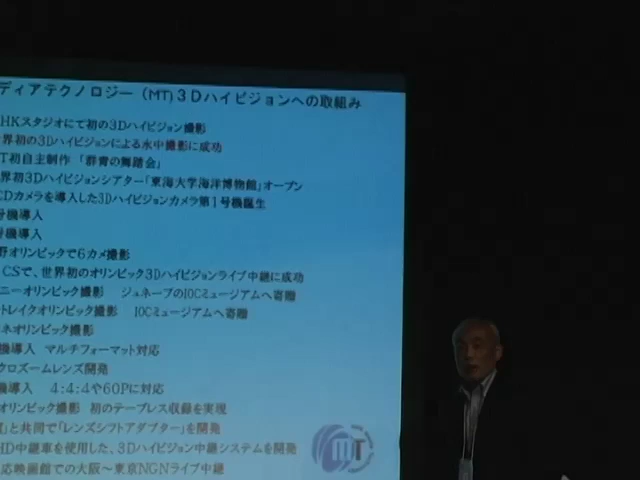 ディアテクノロジー（MT)３Dハイビジョンへの取組み
HKスタジオにて初の3Dハイビジョン撮影
界初の3Dハイビジョンによる水中撮影に成功
T初自主制作 「群青の舞踏会」
界初3Dハイビジョンシアター「東海大学海洋博物館」オープン
CDカメラを導入した3Dハイビジョンカメラ第1号機誕生
号機導入
号機導入
野オリンピックで6カメ撮影
CSで、世界初のオリンピック3Dハイビジョンライブ中継に成功
ニーオリンピック撮影 ジュネーブのIOCミュージアムへ寄贈
トレイクオリンピック撮影 IOCミュージアムへ寄贈
ネオリンピック撮影
機導入 マルチフォーマット対応
クロズームレンズ開発
機導入 4:4:4や60Pに対応
オリンピック撮影 初のテープレス収録を実現
」と共同で「レンズシフトアダプター」を開発
HD中継車を使用した、3Dハイビジョン中継システムを開発
応映画館での大阪～東京NGNライブ中継
MT